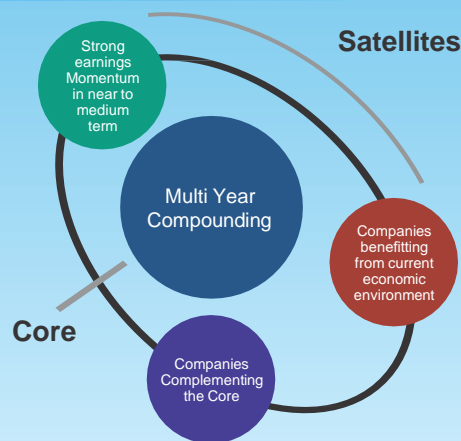 Strong
earnings
Momentum
in near to
medium
term
Satellites
Multi Year
Compounding
Companies
benefitting
from current
economic
environment
Core
Companies
Complementing
the Core